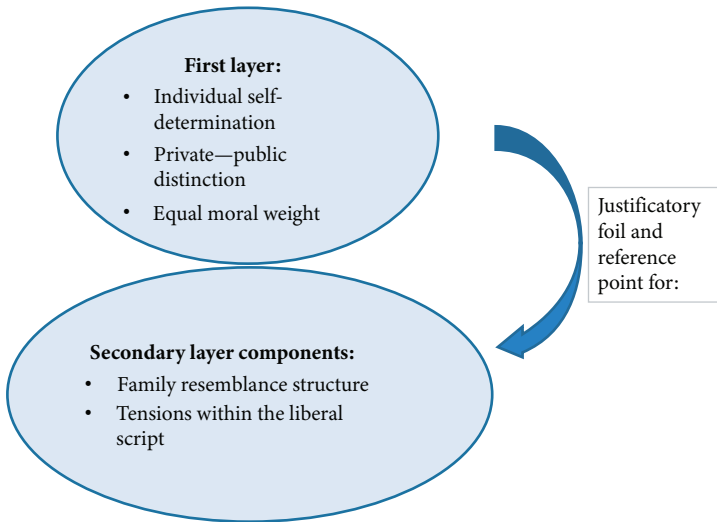 First layer:
• Individual self-
determination
• Private—public
distinction
• Equal moral weight
Justificatory
foil and
reference
point for:
Secondary layer components:
• Family resemblance structure
• Tensions within the liberal
script